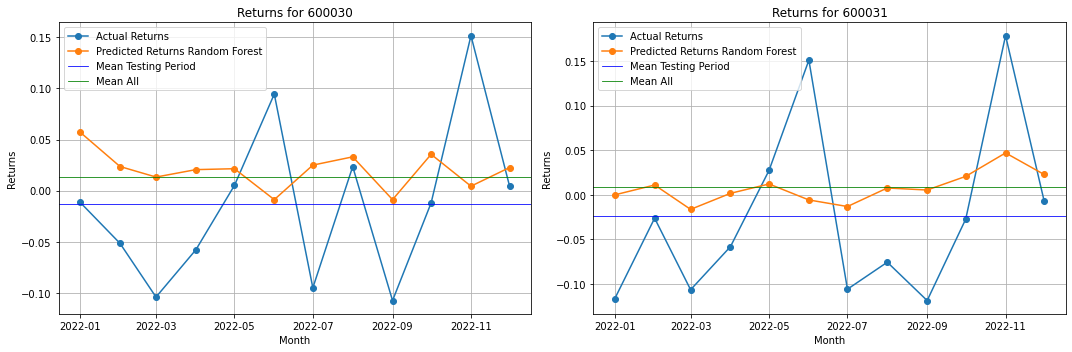 Returns for 600030
Actual Returns
Predicted Returns Random Forest
Mean Testing Period
Mean All
Returns
0.15
0.10
0.05
0.00
−0.05
−0.10
2022-01 2022-03 2022-05 2022-07 2022-09 2022-11
Month
Returns for 600031
Actual Returns
Predicted Returns Random Forest
Mean Testing Period
Mean All
Returns
0.15
0.10
0.05
0.00
−0.05
−0.10
2022-01 2022-03 2022-05 2022-07 2022-09 2022-11
Month